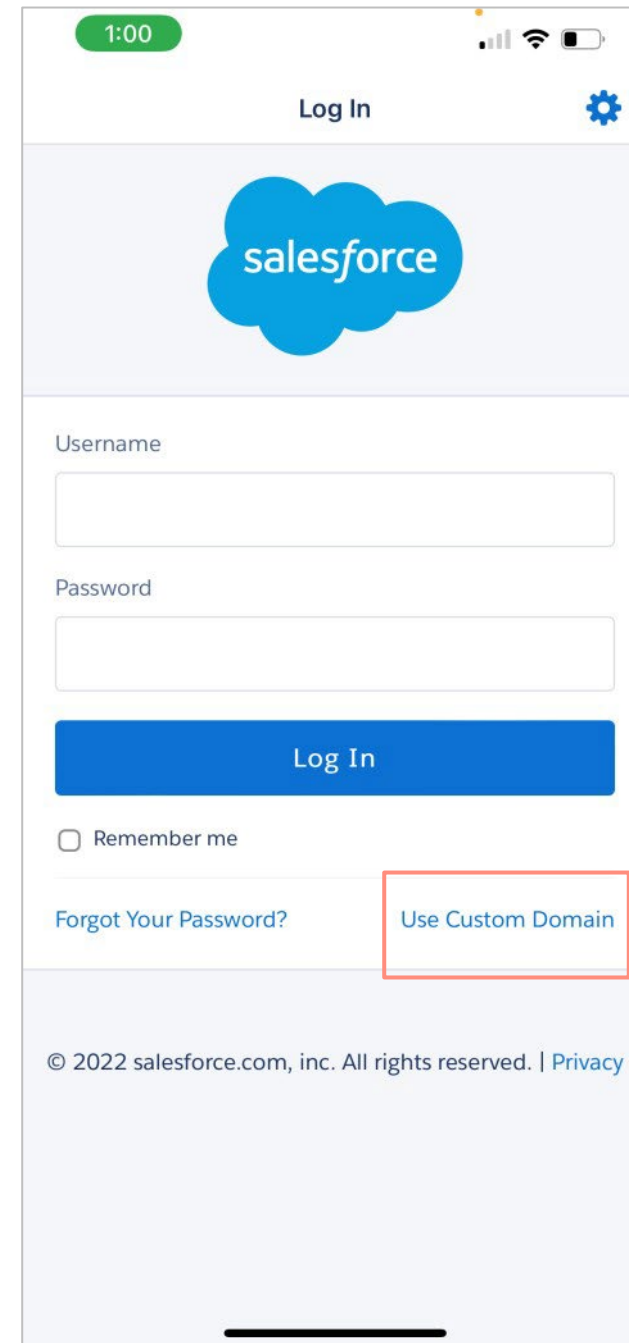 1:00
Log In
salesforce
Username
Password
Log In
Remember me
Forgot Your Password? Use Custom Domain
© 2022 salesforce.com, inc. All rights reserved. | Privacy